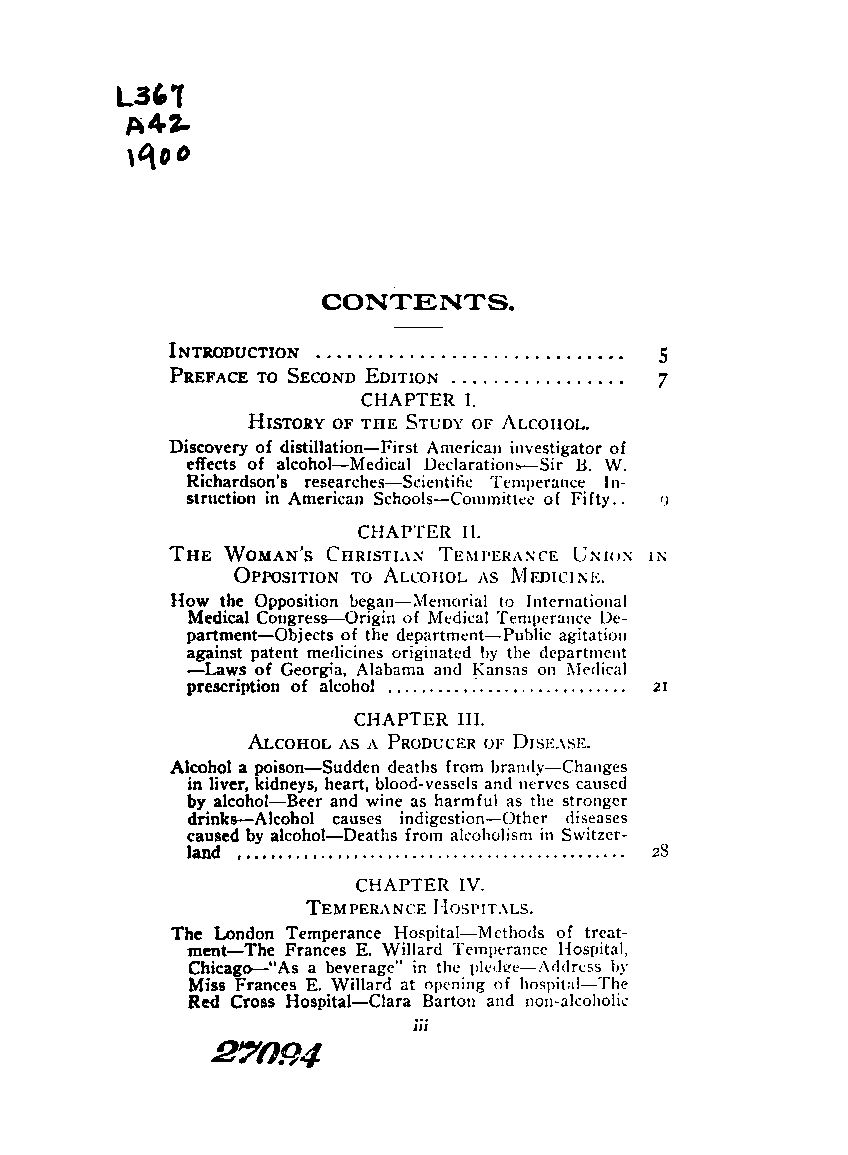 L367
A42
1900
CONTENTS.
INTRODUCTION .............................. 5
PREFACE TO SECOND EDITION ................. 7
CHAPTER I.
HISTORY OF THE STUDY OF ALCOHOL.
Discovery of distillation—First American investigator of
effects of alcohol—Medical Declarations—Sir B. W.
Richardson's researches—Scientific Temperance In-
struction in American Schools—Committee of Fifty.. 9
CHAPTER II.
THE WOMAN'S CHRISTIAN TEMPERANCE UNION IN
OPPOSITION TO ALCOHOL AS MEDICINE.
How the Opposition began—Memorial to International
Medical Congress—Origin of Medical Temperance De-
partment—Objects of the department—Public agitation
against patent medicines originated by the department
—Laws of Georgia, Alabama and Kansas on Medical
prescription of alcohol ............................ 21
CHAPTER III.
ALCOHOL AS A PRODUCER OF DISEASE.
Alcohol a poison—Sudden deaths from brandy—Changes
in liver, kidneys, heart, blood-vessels and nerves caused
by alcohol—Beer and wine as harmful as the stronger
drinks—Alcohol causes indigestion—Other diseases
caused by alcohol—Deaths from alcoholism in Switzer-
land .............................................. 28
CHAPTER IV.
TEMPERANCE HOSPITALS.
The London Temperance Hospital—Methods of treat-
ment—The Frances E. Willard Temperance Hospital,
Chicago—"As a beverage" in the pledge—Address by
Miss Frances E. Willard at opening of hospital—The
Red Cross Hospital—Clara Barton and non-alcoholic
iii
27094